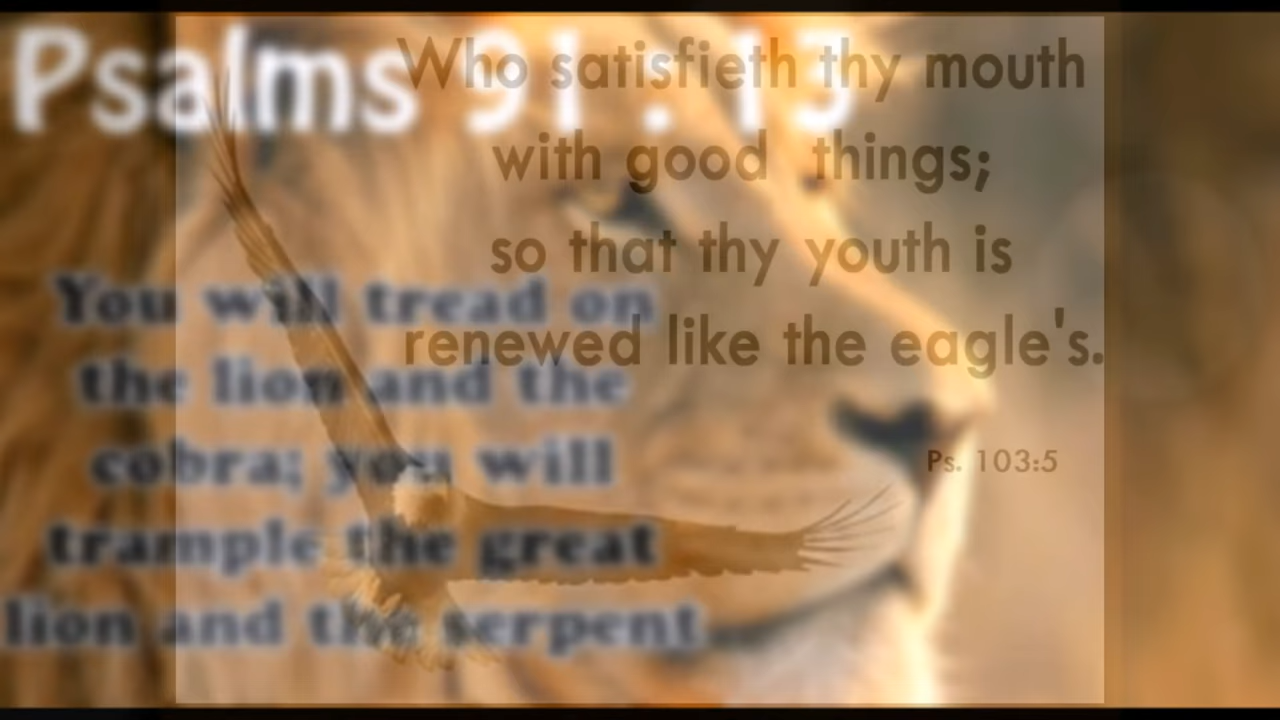 Psalms 91 : 13
You will tread on
the lion and the
cobra; you will
trample the great
lion and the serpent
Who satisfieth thy mouth
with good things;
so that thy youth is
renewed like the eagle's.
Ps. 103:5